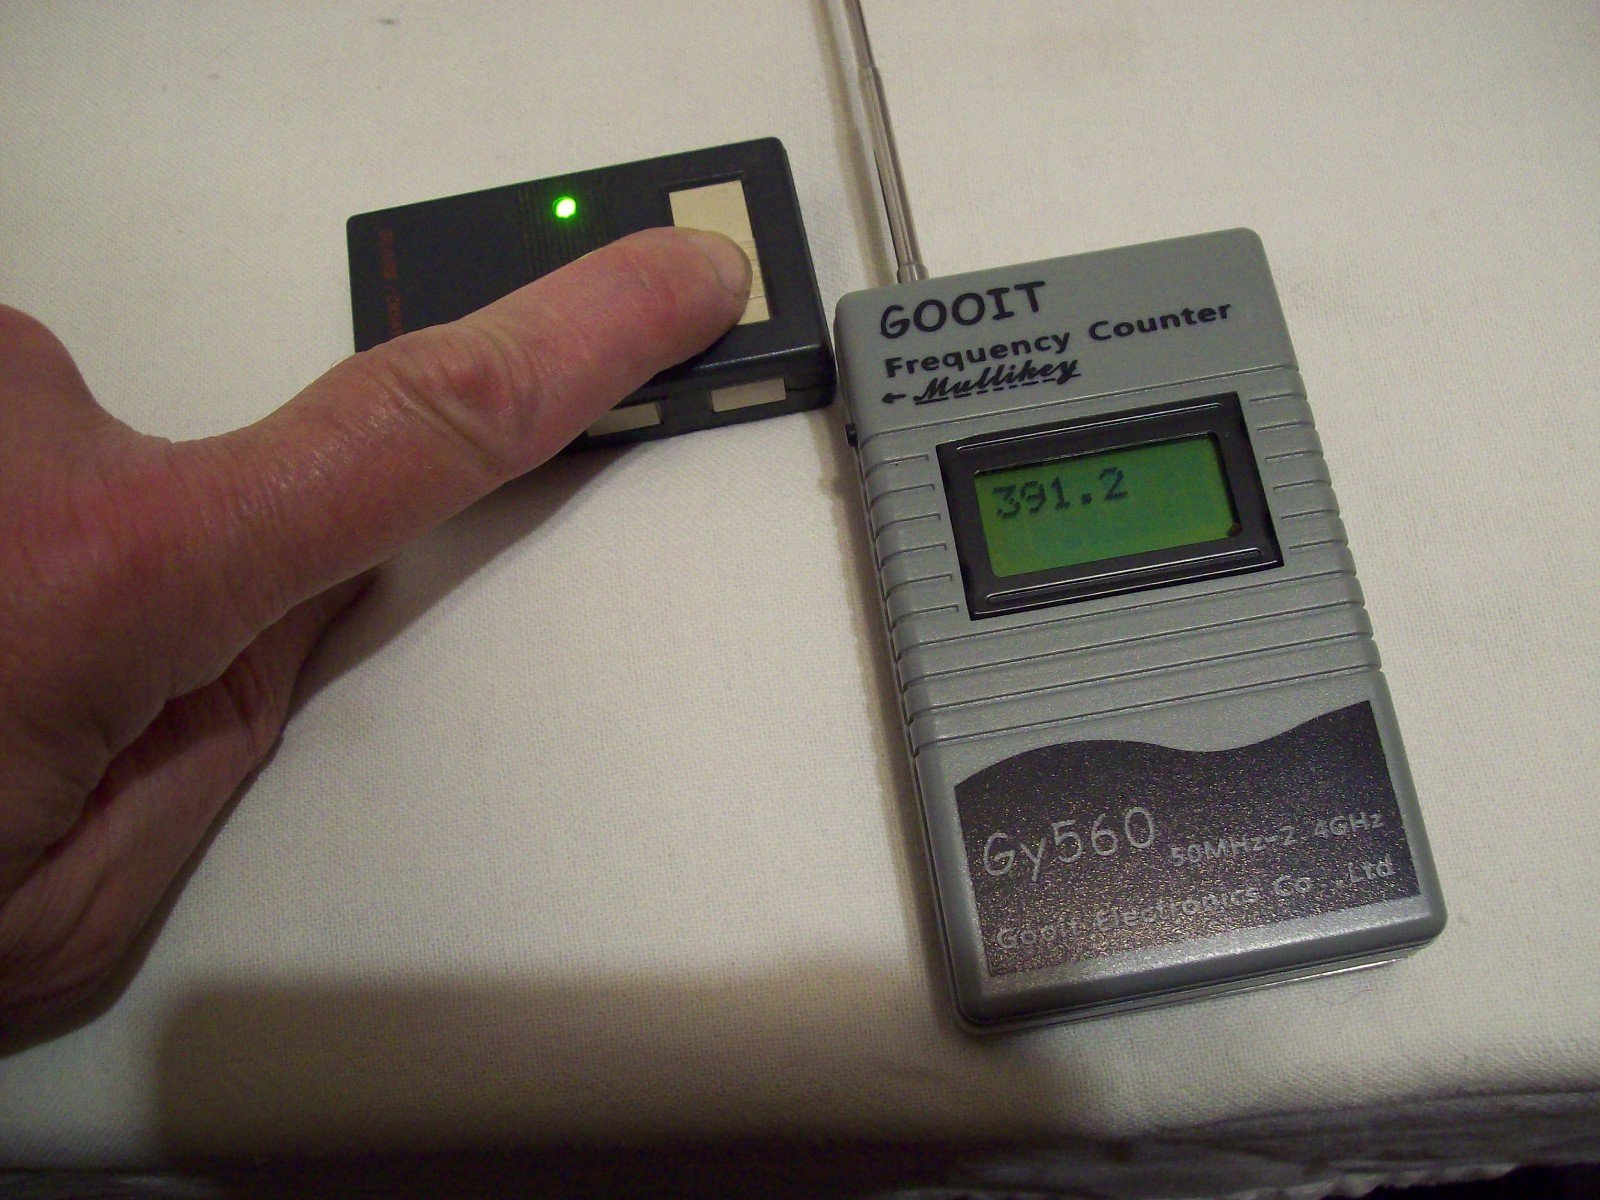 GOOIT
Frequency Counter
← Mullikey
391.2
Gy560 50MHz-2.4GHz
Gooit Electronics Co.,Ltd